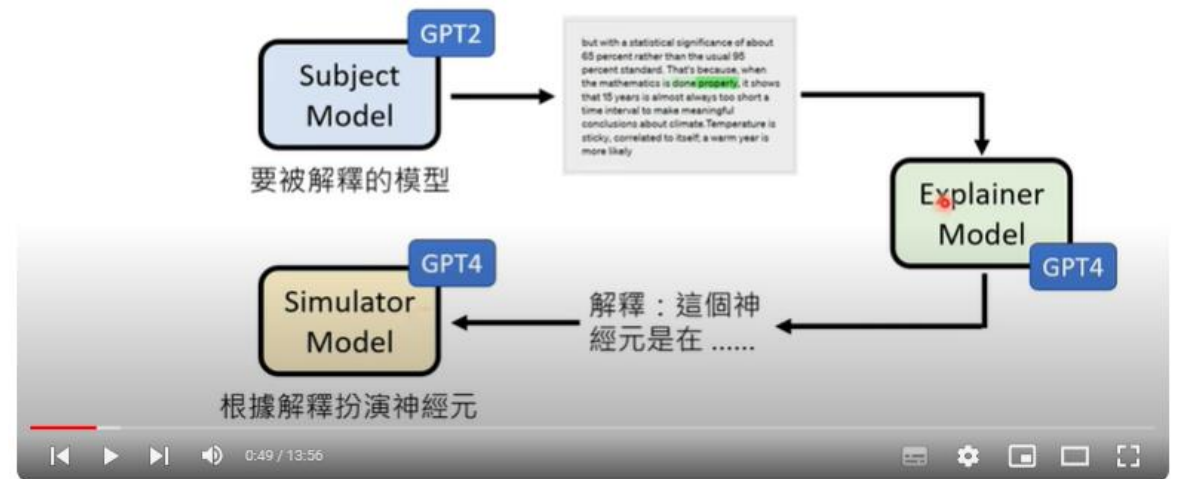 GPT2
Subject
Model
要被解釋的模型
but with a statistical significance of about
65 percent rather than the usual 95
percent standard. That's because, when
the mathematics is done properly, it shows
that 15 years is almost always too short a
time interval to make meaningful
conclusions about climate.Temperature is
sticky, correlated to itself; a warm year is
more likely
Explainer
Model
GPT4
解釋：這個神
經元是在 ......
GPT4
Simulator
Model
根據解釋扮演神經元
0:49 / 13:56